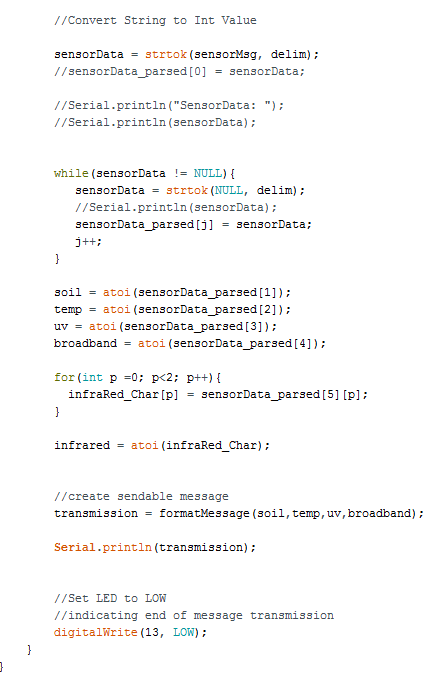 //Convert String to Int Value
sensorData = strtok(sensorMsg, delim);
//sensorData_parsed[0] = sensorData;
//Serial.println("SensorData: ");
//Serial.println(sensorData);
while(sensorData != NULL){
sensorData = strtok(NULL, delim);
//Serial.println(sensorData);
sensorData_parsed[j] = sensorData;
j++;
}
soil = atoi(sensorData_parsed[1]);
temp = atoi(sensorData_parsed[2]);
uv = atoi(sensorData_parsed[3]);
broadband = atoi(sensorData_parsed[4]);
for(int p =0; p<2; p++){
infraRed_Char[p] = sensorData_parsed[5][p];
}
infrared = atoi(infraRed_Char);
//create sendable message
transmission = formatMessage(soil,temp,uv,broadband);
Serial.println(transmission);
//Set LED to LOW
//indicating end of message transmission
digitalWrite(13, LOW);
}
}